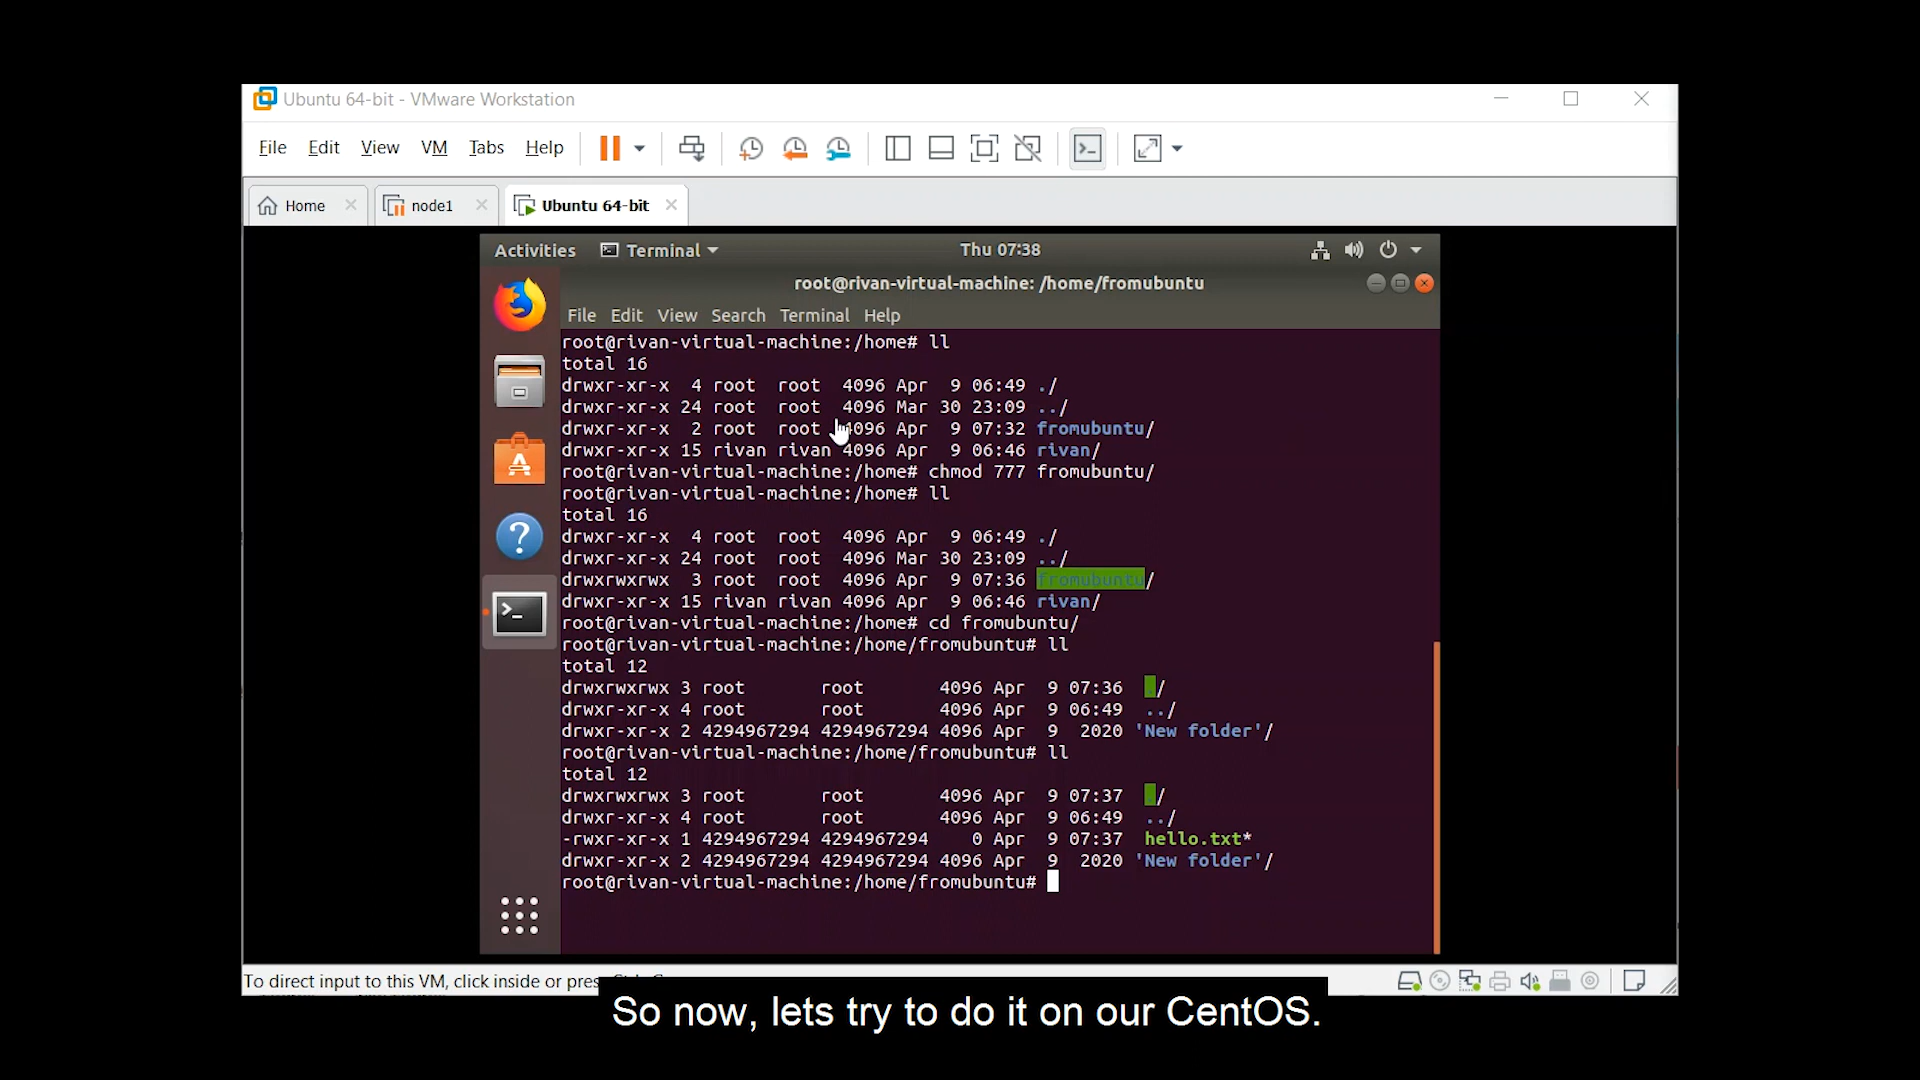 Ubuntu 64-bit - VMware Workstation
File Edit View VM Tabs Help
Home node1 Ubuntu 64-bit
Activities Terminal Thu 07:38
root@rivan-virtual-machine: /home/fromubuntu
File Edit View Search Terminal Help
root@rivan-virtual-machine:/home# ll
total 16
drwxr-xr-x 4 root root 4096 Apr 9 06:49 ./
drwxr-xr-x 24 root root 4096 Mar 30 23:09 ../
drwxr-xr-x 2 root root 4096 Apr 9 07:32 fromubuntu/
drwxr-xr-x 15 rivan rivan 4096 Apr 9 06:46 rivan/
root@rivan-virtual-machine:/home# chmod 777 fromubuntu/
root@rivan-virtual-machine:/home# ll
total 16
drwxr-xr-x 4 root root 4096 Apr 9 06:49 ./
drwxr-xr-x 24 root root 4096 Mar 30 23:09 ../
drwxrwxrwx 3 root root 4096 Apr 9 07:36 fromubuntu/
drwxr-xr-x 15 rivan rivan 4096 Apr 9 06:46 rivan/
root@rivan-virtual-machine:/home# cd fromubuntu/
root@rivan-virtual-machine:/home/fromubuntu# ll
total 12
drwxrwxrwx 3 root root 4096 Apr 9 07:36 ./
drwxr-xr-x 4 root root 4096 Apr 9 06:49 ../
drwxr-xr-x 2 4294967294 4294967294 4096 Apr 9 2020 'New folder'/
root@rivan-virtual-machine:/home/fromubuntu# ll
total 12
drwxrwxrwx 3 root root 4096 Apr 9 07:37 ./
drwxr-xr-x 4 root root 4096 Apr 9 06:49 ../
-rwxr-xr-x 1 4294967294 4294967294 0 Apr 9 07:37 hello.txt*
drwxr-xr-x 2 4294967294 4294967294 4096 Apr 9 2020 'New folder'/
root@rivan-virtual-machine:/home/fromubuntu#
To direct input to this VM, click inside or
So now, lets try to do it on our CentOS.